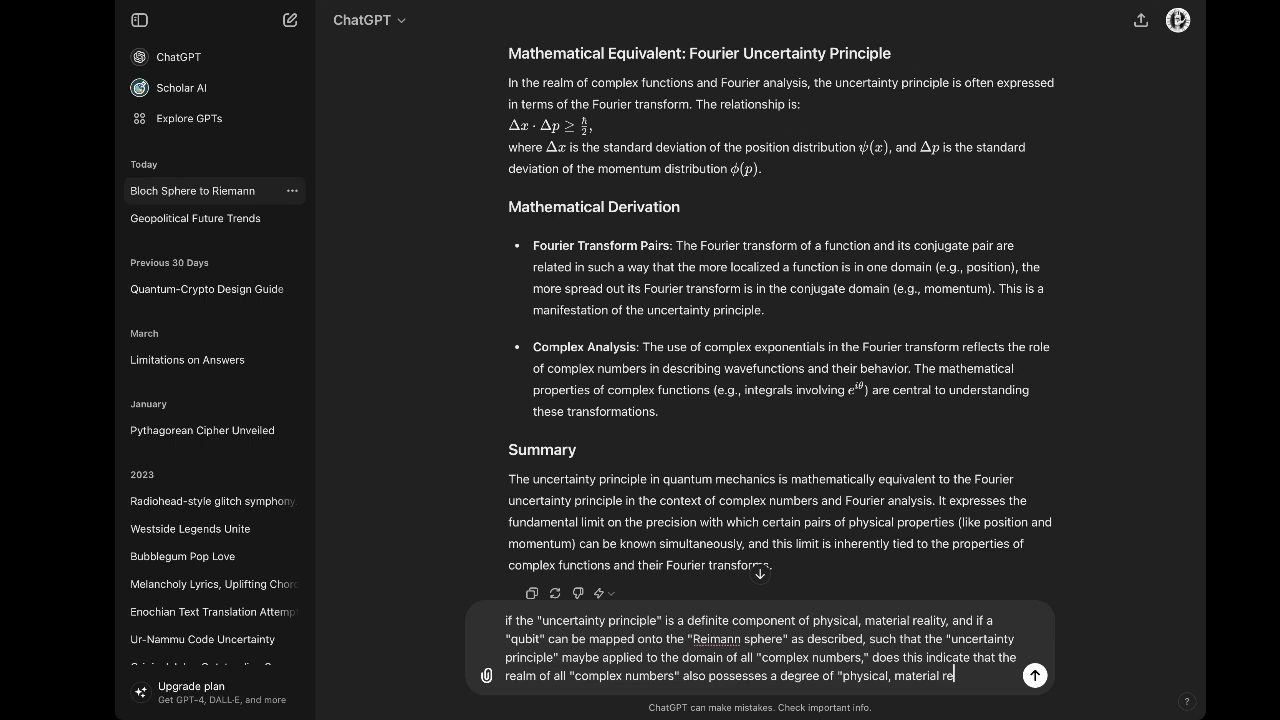 ChatGPT
ChatGPT
Scholar AI
Explore GPTs
Today
Bloch Sphere to Riemann
Geopolitical Future Trends
Previous 30 Days
Quantum-Crypto Design Guide
March
Limitations on Answers
January
Pythagorean Cipher Unveiled
2023
Radiohead-style glitch symphony,
Westside Legends Unite
Bubblegum Pop Love
Melancholy Lyrics, Uplifting Chord
Enochian Text Translation Attempt
Ur-Nammu Code Uncertainty
Upgrade plan
Get GPT-4, DALL-E, and more
Mathematical Equivalent: Fourier Uncertainty Principle
In the realm of complex functions and Fourier analysis, the uncertainty principle is often expressed
in terms of the Fourier transform. The relationship is:
Δx · Δp ≥ ℏ/2,
where Δx is the standard deviation of the position distribution ψ(x), and Δp is the standard
deviation of the momentum distribution ϕ(p).
Mathematical Derivation
• Fourier Transform Pairs: The Fourier transform of a function and its conjugate pair are
related in such a way that the more localized a function is in one domain (e.g., position), the
more spread out its Fourier transform is in the conjugate domain (e.g., momentum). This is a
manifestation of the uncertainty principle.
• Complex Analysis: The use of complex exponentials in the Fourier transform reflects the role
of complex numbers in describing wavefunctions and their behavior. The mathematical
properties of complex functions (e.g., integrals involving e^{iθ}) are central to understanding
these transformations.
Summary
The uncertainty principle in quantum mechanics is mathematically equivalent to the Fourier
uncertainty principle in the context of complex numbers and Fourier analysis. It expresses the
fundamental limit on the precision with which certain pairs of physical properties (like position and
momentum) can be known simultaneously, and this limit is inherently tied to the properties of
complex functions and their Fourier transforms.
if the "uncertainty principle" is a definite component of physical, material reality, and if a
"qubit" can be mapped onto the "Reimann sphere" as described, such that the "uncertainty
principle" maybe applied to the domain of all "complex numbers," does this indicate that the
realm of all "complex numbers" also possesses a degree of "physical, material re
ChatGPT can make mistakes. Check important info.
?